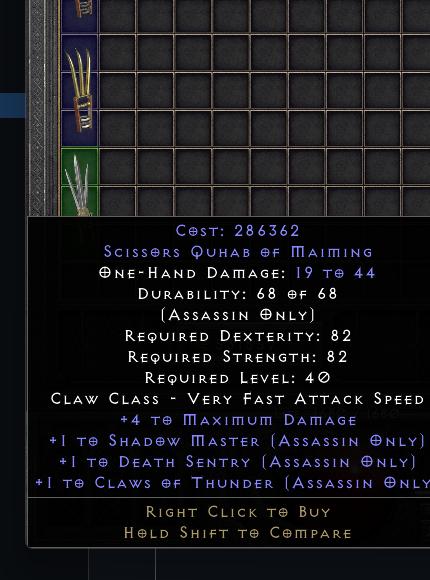 Cost: 286362
Scissors Quhab of Maiming
One-Hand Damage: 19 to 44
Durability: 68 of 68
(Assassin Only)
Required Dexterity: 82
Required Strength: 82
Required Level: 40
Claw Class - Very Fast Attack Speed
+4 to Maximum Damage
+1 to Shadow Master (Assassin Only)
+1 to Death Sentry (Assassin Only)
+1 to Claws of Thunder (Assassin Only
Right Click to Buy
Hold Shift to Compare